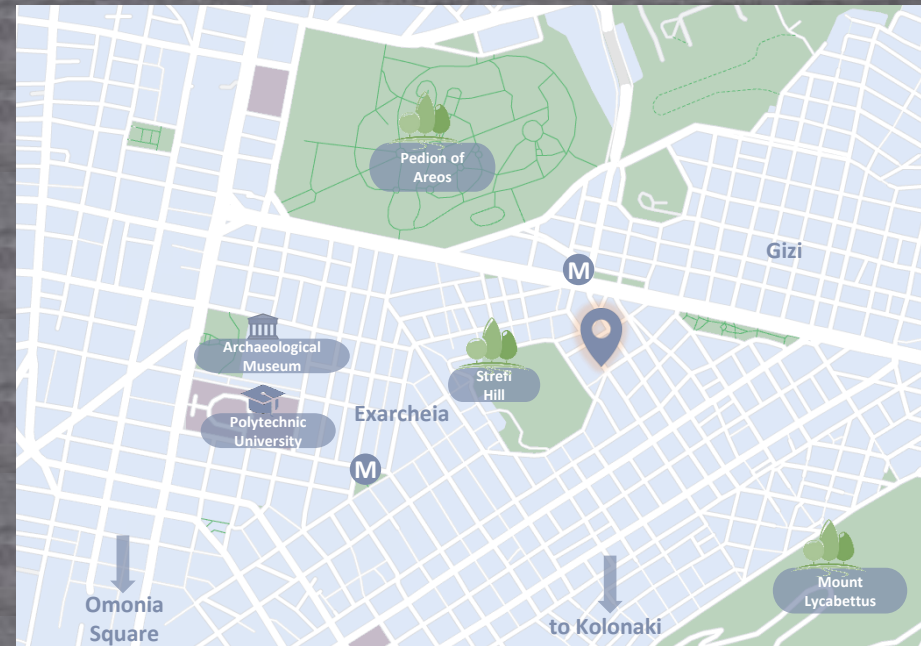 Pedion of
Areos
Gizi
M
Archaeological
Museum
Strefi
Hill
Exarcheia
Polytechnic
University
M
Mount
Lycabettus
Omonia
Square
to Kolonaki